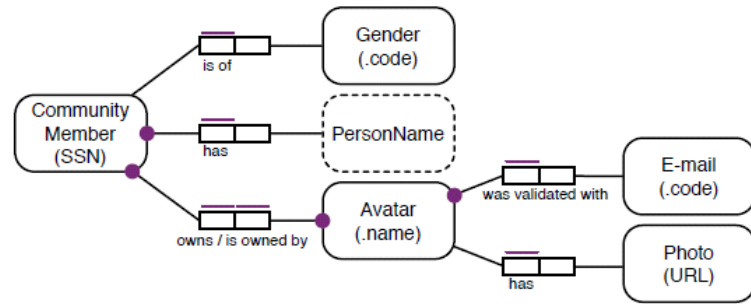 Gender
(.code)
is of
Community
Member
(SSN)
PersonName
has
E-mail
(.code)
was validated with
Avatar
(.name)
owns / is owned by
Photo
(URL)
has